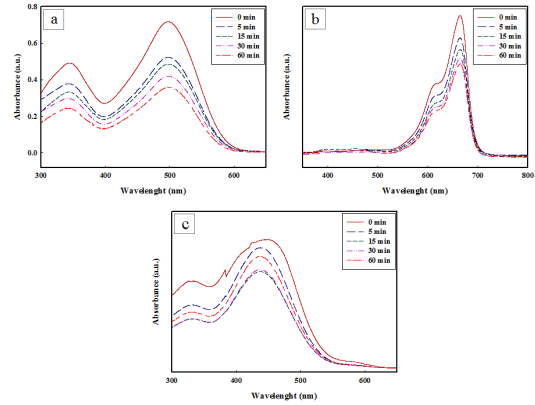 a
0 min
5 min
15 min
30 min
60 min
Absorbance (a.u.)
0.8
0.6
0.4
0.2
0.0
300 400 500 600
Wavelenght (nm)
b
0 min
5 min
15 min
30 min
60 min
Absorbance (a.u.)
400 500 600 700 800
Wavelenght (nm)
c
0 min
5 min
15 min
30 min
60 min
Absorbance (a.u.)
300 400 500 600
Wavelenght (nm)